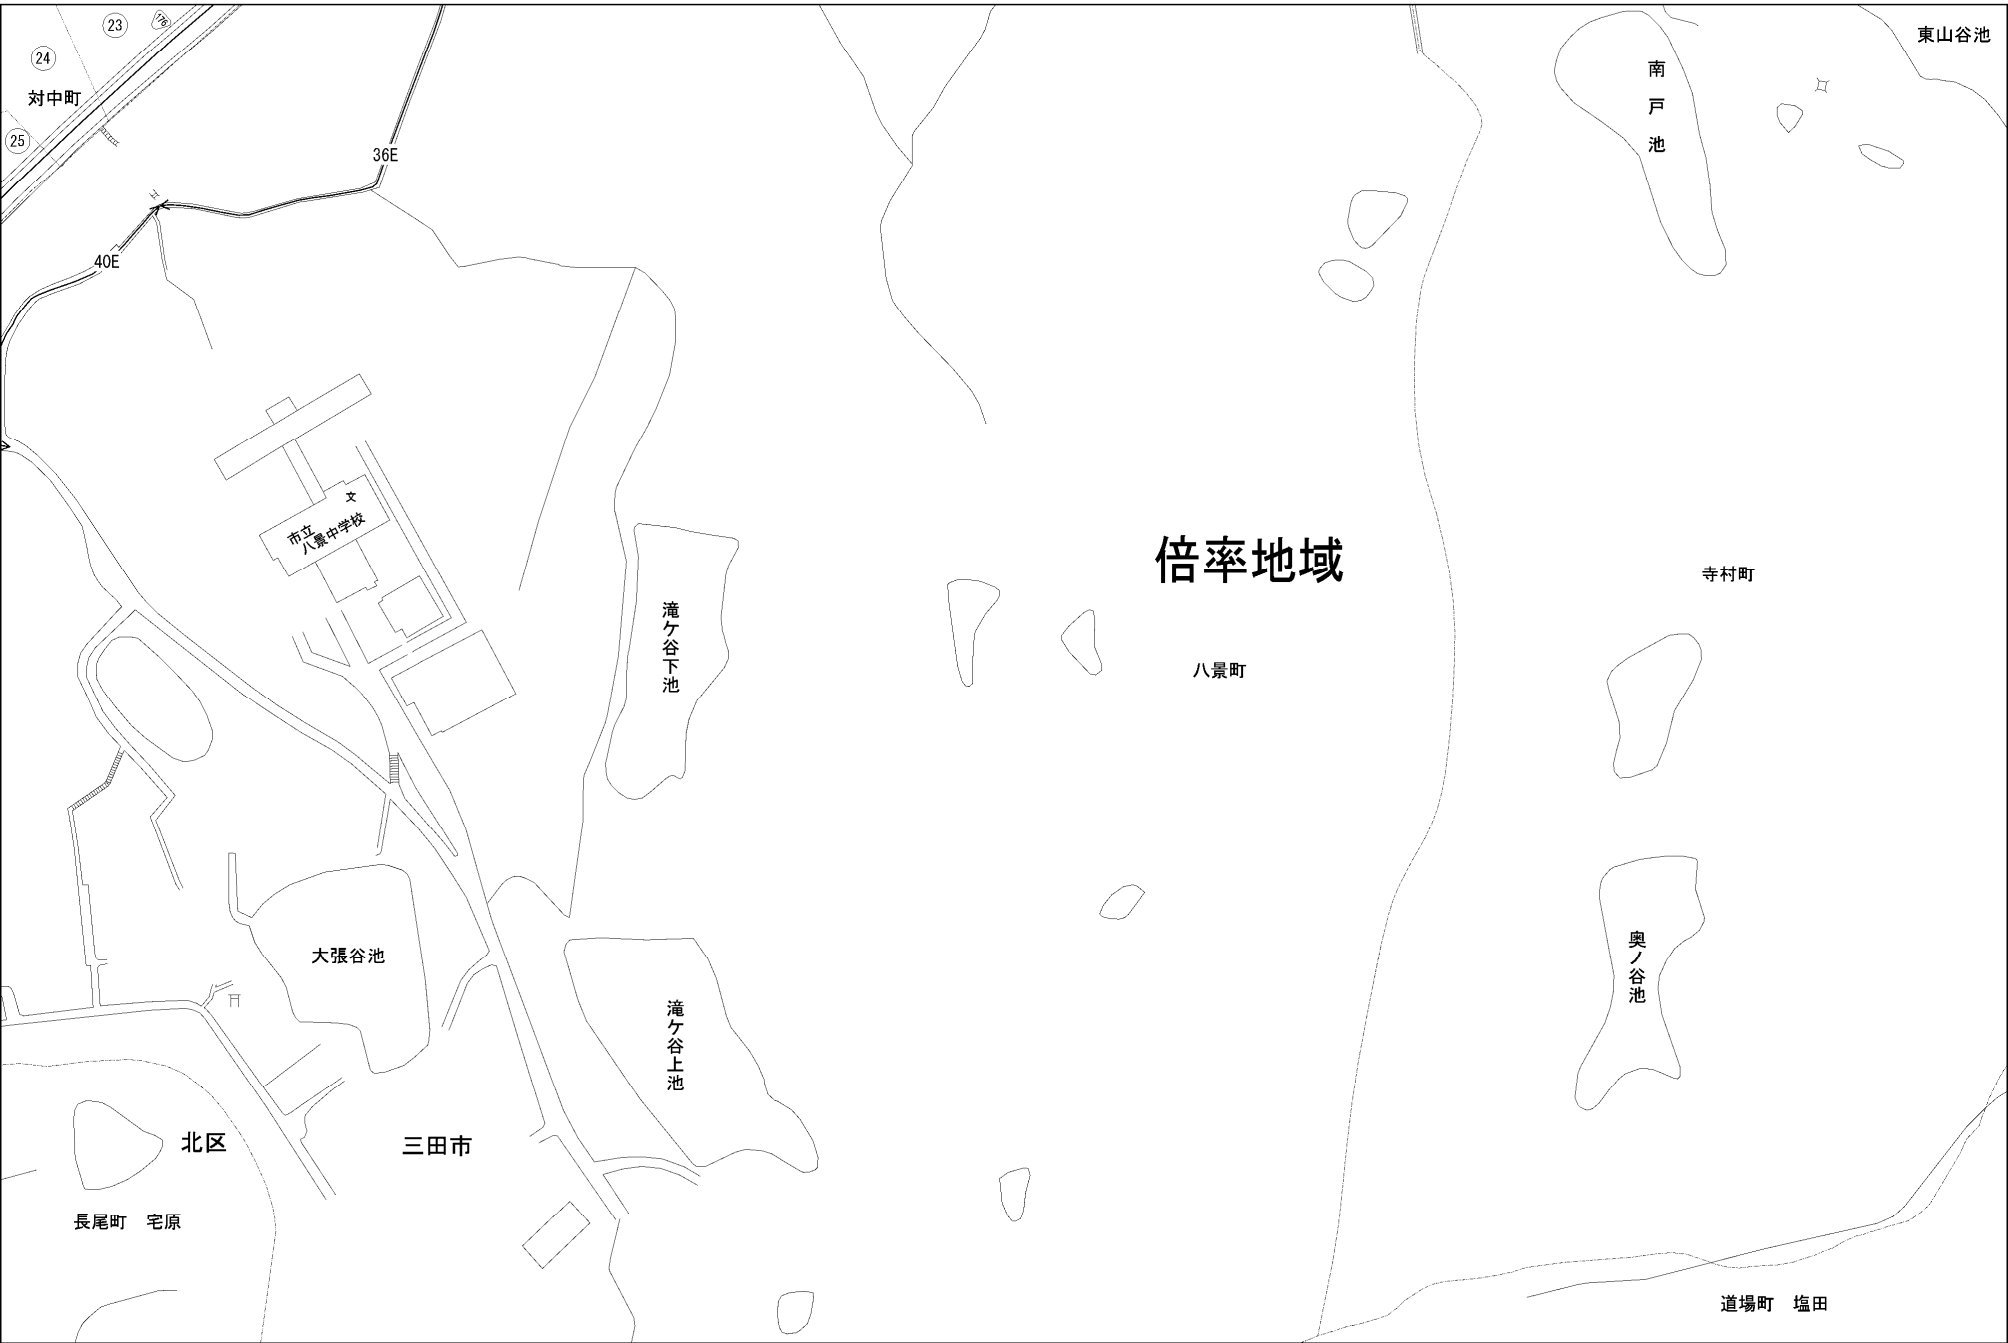 23
176
24
対中町
25
36E
40E
東山谷池
南戸池
文
市立
八景中学校
倍率地域
寺村町
滝ケ谷下池
八景町
大張谷池
奥ノ谷池
滝ケ谷上池
北区
三田市
長尾町 宅原
道場町 塩田